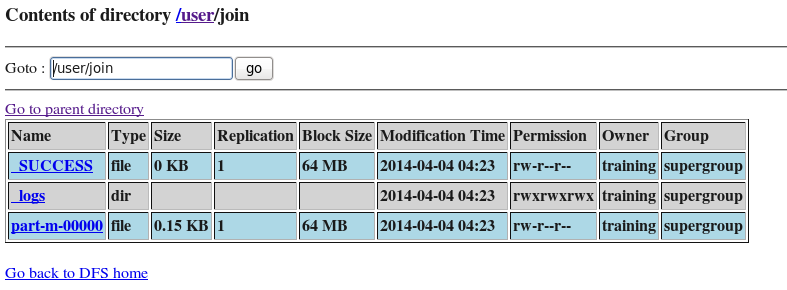 Contents of directory /user/join
Goto : /user/join go
Go to parent directory
Name Type Size Replication Block Size Modification Time Permission Owner Group
_SUCCESS file 0 KB 1 64 MB 2014-04-04 04:23 rw-r--r-- training supergroup
_logs dir 2014-04-04 04:23 rwxrwxrwx training supergroup
part-m-00000 file 0.15 KB 1 64 MB 2014-04-04 04:23 rw-r--r-- training supergroup
Go back to DFS home